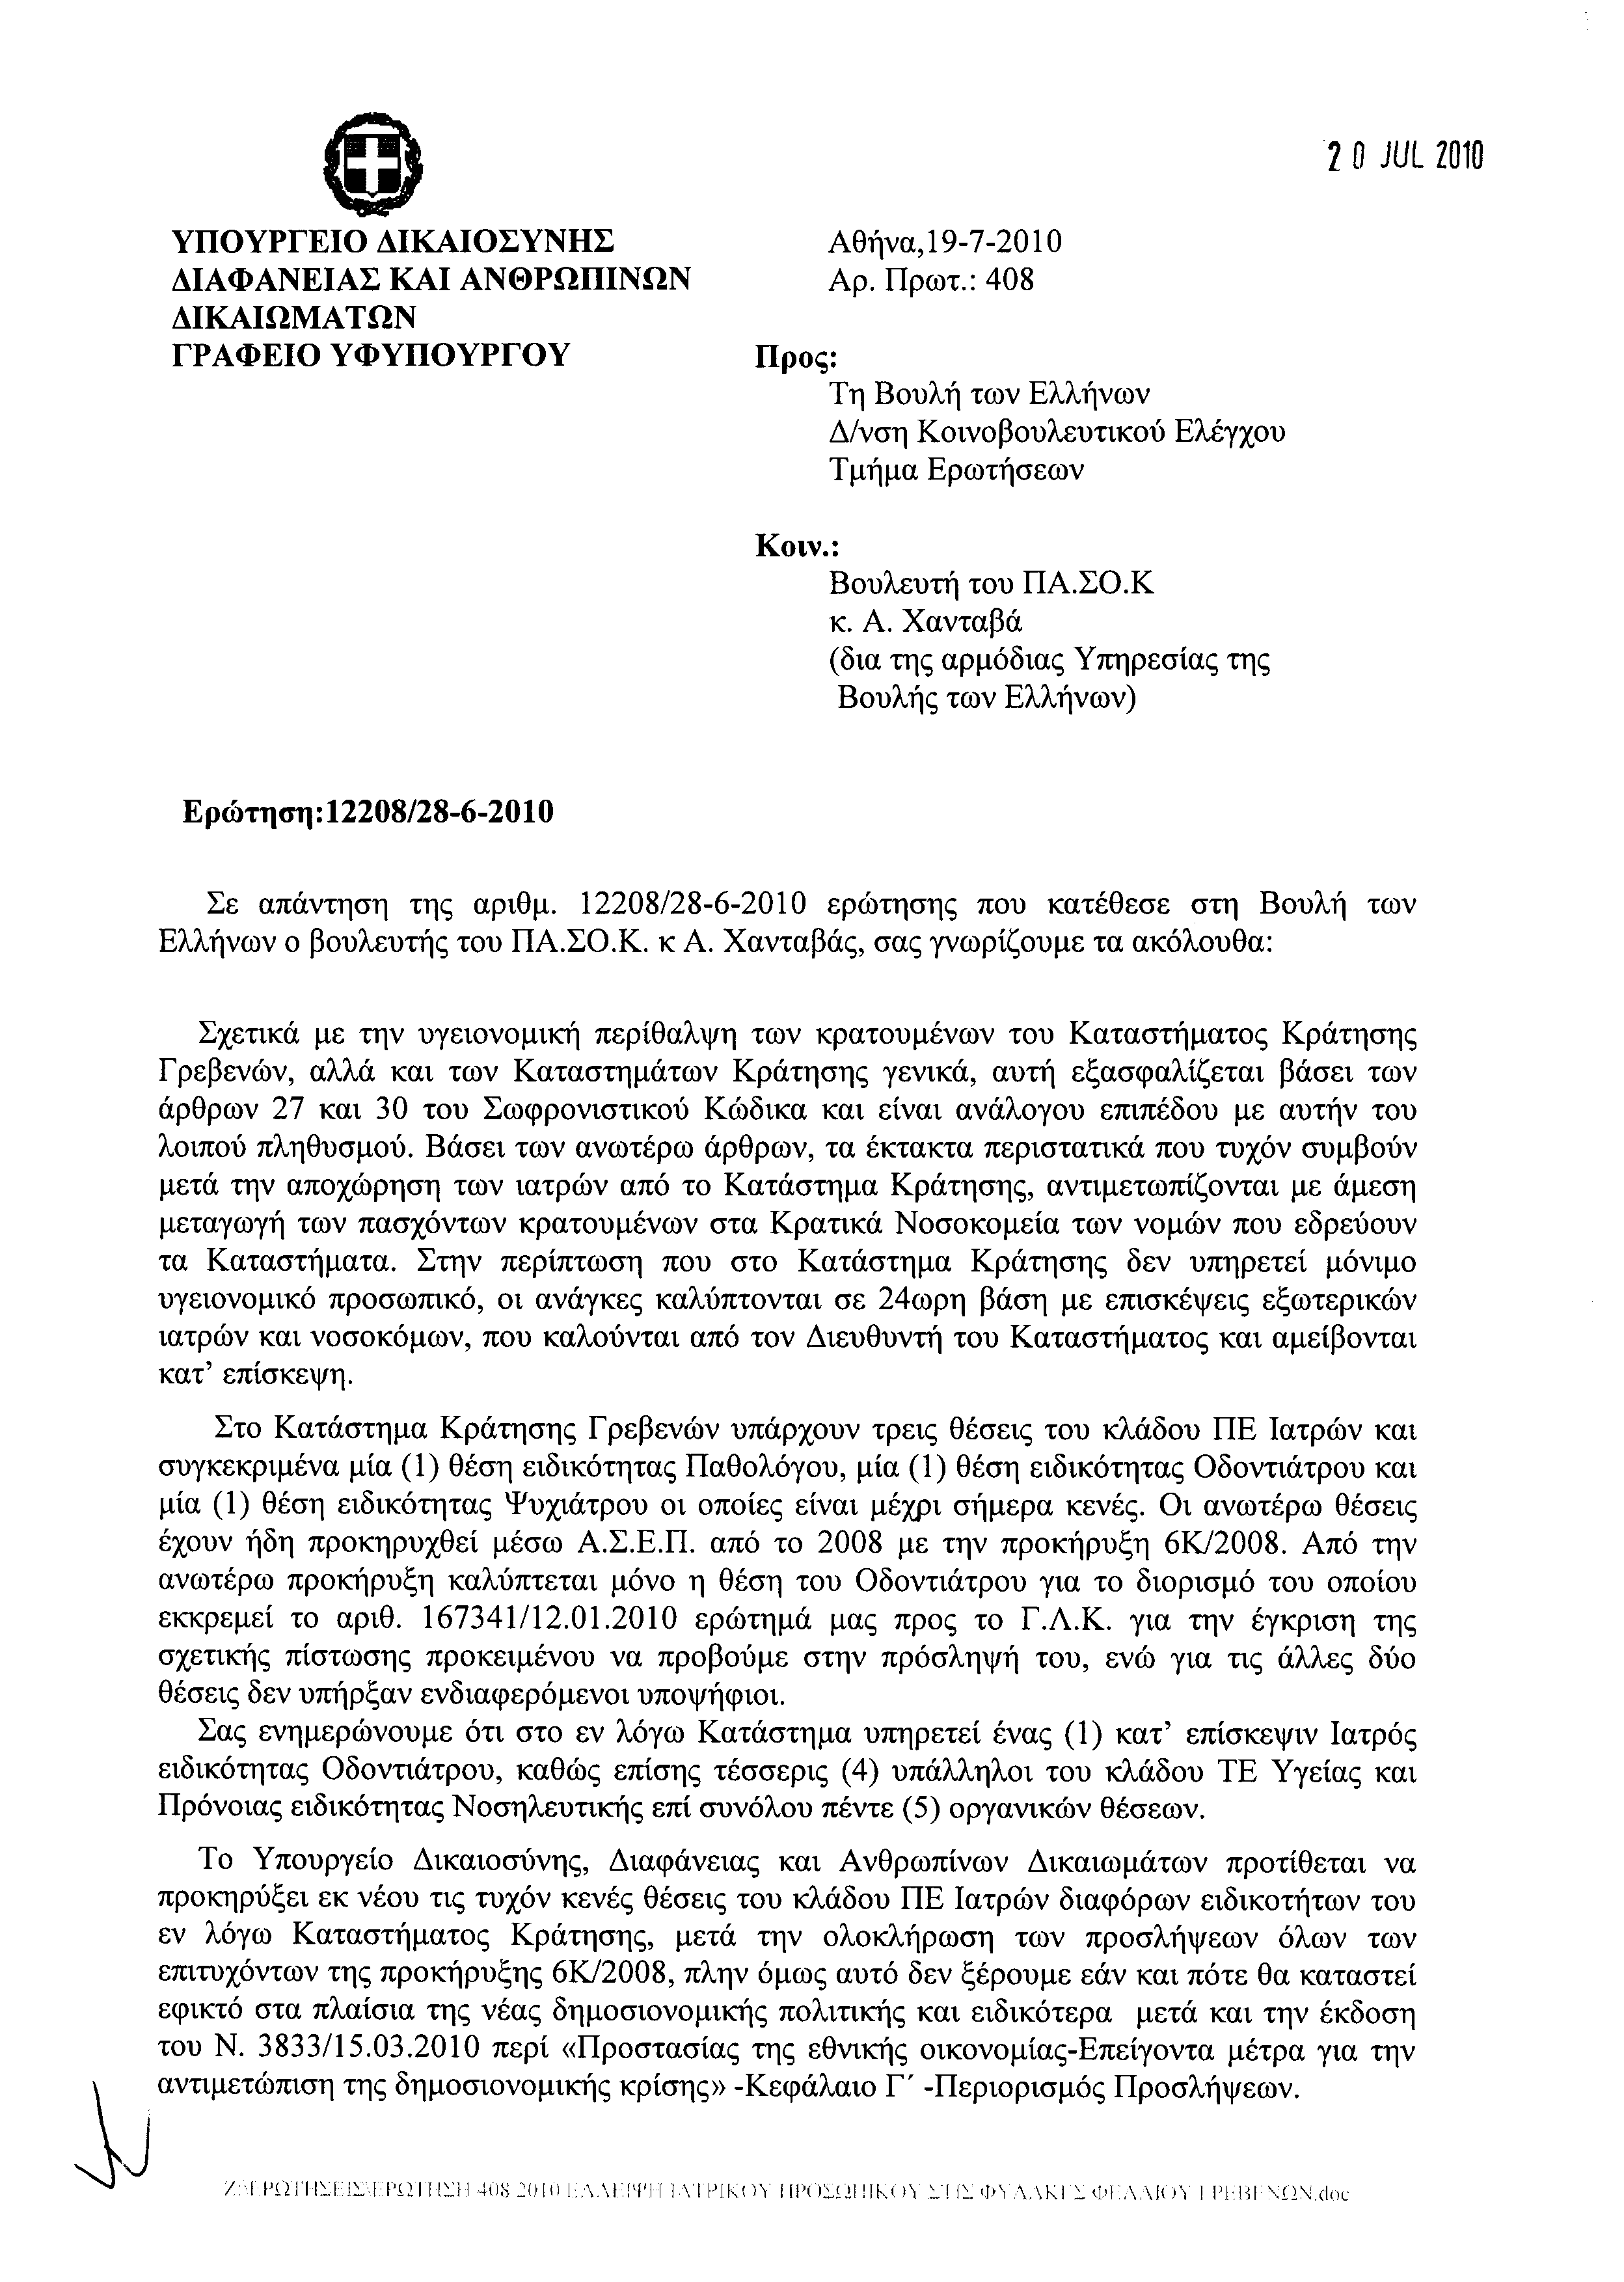 2 0 JUL 2010
ΥΠΟΥΡΓΕΙΟ ΔΙΚΑΙΟΣΥΝΗΣ
ΔΙΑΦΑΝΕΙΑΣ ΚΑΙ ΑΝΘΡΩΠΙΝΩΝ
ΔΙΚΑΙΩΜΑΤΩΝ
ΓΡΑΦΕΙΟ ΥΦΥΠΟΥΡΓΟΥ
Αθήνα,19-7-2010
Αρ. Πρωτ.: 408
Προς:
Τη Βουλή των Ελλήνων
Δ/νση Κοινοβουλευτικού Ελέγχου
Τμήμα Ερωτήσεων
Κοιν.:
Βουλευτή του ΠΑ.ΣΟ.Κ
κ. Α. Χανταβά
(δια της αρμόδιας Υπηρεσίας της
Βουλής των Ελλήνων)
Ερώτηση:12208/28-6-2010
Σε απάντηση της αριθμ. 12208/28-6-2010 ερώτησης που κατέθεσε στη Βουλή των
Ελλήνων ο βουλευτής του ΠΑ.ΣΟ.Κ. κ Α. Χανταβάς, σας γνωρίζουμε τα ακόλουθα:
Σχετικά με την υγειονομική περίθαλψη των κρατουμένων του Καταστήματος Κράτησης
Γρεβενών, αλλά και των Καταστημάτων Κράτησης γενικά, αυτή εξασφαλίζεται βάσει των
άρθρων 27 και 30 του Σωφρονιστικού Κώδικα και είναι ανάλογου επιπέδου με αυτήν του
λοιπού πληθυσμού. Βάσει των ανωτέρω άρθρων, τα έκτακτα περιστατικά που τυχόν συμβούν
μετά την αποχώρηση των ιατρών από το Κατάστημα Κράτησης, αντιμετωπίζονται με άμεση
μεταγωγή των πασχόντων κρατουμένων στα Κρατικά Νοσοκομεία των νομών που εδρεύουν
τα Καταστήματα. Στην περίπτωση που στο Κατάστημα Κράτησης δεν υπηρετεί μόνιμο
υγειονομικό προσωπικό, οι ανάγκες καλύπτονται σε 24ωρη βάση με επισκέψεις εξωτερικών
ιατρών και νοσοκόμων, που καλούνται από τον Διευθυντή του Καταστήματος και αμείβονται
κατ’ επίσκεψη.
Στο Κατάστημα Κράτησης Γρεβενών υπάρχουν τρεις θέσεις του κλάδου ΠΕ Ιατρών και
συγκεκριμένα μία (1) θέση ειδικότητας Παθολόγου, μία (1) θέση ειδικότητας Οδοντιάτρου και
μία (1) θέση ειδικότητας Ψυχιάτρου οι οποίες είναι μέχρι σήμερα κενές. Οι ανωτέρω θέσεις
έχουν ήδη προκηρυχθεί μέσω Α.Σ.Ε.Π. από το 2008 με την προκήρυξη 6Κ/2008. Από την
ανωτέρω προκήρυξη καλύπτεται μόνο η θέση του Οδοντιάτρου για το διορισμό του οποίου
εκκρεμεί το αριθ. 167341/12.01.2010 ερώτημά μας προς το Γ.Λ.Κ. για την έγκριση της
σχετικής πίστωσης προκειμένου να προβούμε στην πρόσληψή του, ενώ για τις άλλες δύο
θέσεις δεν υπήρξαν ενδιαφερόμενοι υποψήφιοι.
Σας ενημερώνουμε ότι στο εν λόγω Κατάστημα υπηρετεί ένας (1) κατ’ επίσκεψιν Ιατρός
ειδικότητας Οδοντιάτρου, καθώς επίσης τέσσερις (4) υπάλληλοι του κλάδου ΤΕ Υγείας και
Πρόνοιας ειδικότητας Νοσηλευτικής επί συνόλου πέντε (5) οργανικών θέσεων.
Το Υπουργείο Δικαιοσύνης, Διαφάνειας και Ανθρωπίνων Δικαιωμάτων προτίθεται να
προκηρύξει εκ νέου τις τυχόν κενές θέσεις του κλάδου ΠΕ Ιατρών διαφόρων ειδικοτήτων του
εν λόγω Καταστήματος Κράτησης, μετά την ολοκλήρωση των προσλήψεων όλων των
επιτυχόντων της προκήρυξης 6Κ/2008, πλην όμως αυτό δεν ξέρουμε εάν και πότε θα καταστεί
εφικτό στα πλαίσια της νέας δημοσιονομικής πολιτικής και ειδικότερα μετά και την έκδοση
του Ν. 3833/15.03.2010 περί «Προστασίας της εθνικής οικονομίας-Επείγοντα μέτρα για την
αντιμετώπιση της δημοσιονομικής κρίσης» -Κεφάλαιο Γ΄ -Περιορισμός Προσλήψεων.
Ζ:\ΕΡΩΤΗΣΕΙΣ\ΕΡΩΤΗΣΗ 408 2010 ΕΛΛΕΙΨΗ ΙΑΤΡΙΚΟΥ ΠΡΟΣΩΠΙΚΟΥ ΣΤΙΣ ΦΥΛΑΚΕΣ ΦΕΛΛΙΟΥ ΓΡΕΒΕΝΩΝ.doc